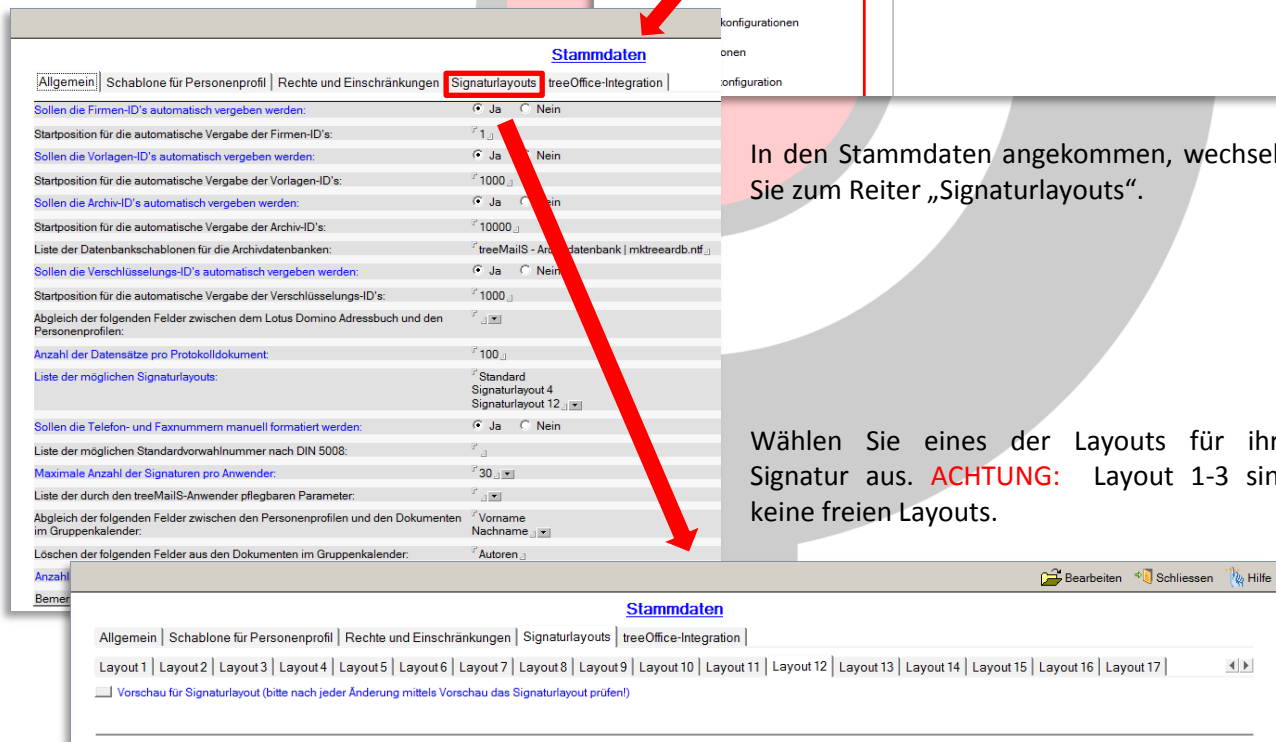 konfigurationen
onen
konfiguration
Stammdaten
Allgemein Schablone für Personenprofil Rechte und Einschränkungen Signaturlayouts treeOffice-Integration
Sollen die Firmen-ID's automatisch vergeben werden: Ja Nein
Startposition für die automatische Vergabe der Firmen-ID's: 1
Sollen die Vorlagen-ID's automatisch vergeben werden: Ja Nein
Startposition für die automatische Vergabe der Vorlagen-ID's: 1000
Sollen die Archiv-ID's automatisch vergeben werden: Ja ein
Startposition für die automatische Vergabe der Archiv-ID's: 10000
Liste der Datenbankschablonen für die Archivdatenbanken: treeMailS - Ar datenbank | mktreeardb.ntf
Sollen die Verschlüsselungs-ID's automatisch vergeben werden: Ja Nein
Startposition für die automatische Vergabe der Verschlüsselungs-ID's: 1000
Abgleich der folgenden Felder zwischen dem Lotus Domino Adressbuch und den
Personenprofilen:
Anzahl der Datensätze pro Protokolldokument: 100
Liste der möglichen Signaturlayouts: Standard
Signaturlayout 4
Signaturlayout 12
Sollen die Telefon- und Faxnummern manuell formatiert werden: Ja Nein
Liste der möglichen Standardvorwahlnummer nach DIN 5008:
Maximale Anzahl der Signaturen pro Anwender: 30
Liste der durch den treeMailS-Anwender pflegbaren Parameter:
Abgleich der folgenden Felder zwischen den Personenprofilen und den Dokumenten Vorname
im Gruppenkalender: Nachname
Löschen der folgenden Felder aus den Dokumenten im Gruppenkalender: Autoren
Anzahl
Bemer
In den Stammdaten angekommen, wechsel
Sie zum Reiter „Signaturlayouts“.
Wählen Sie eines der Layouts für ihr
Signatur aus. ACHTUNG: Layout 1-3 sin
keine freien Layouts.
Bearbeiten Schliessen Hilfe
Stammdaten
Allgemein Schablone für Personenprofil Rechte und Einschränkungen Signaturlayouts treeOffice-Integration
Layout 1 Layout 2 Layout 3 Layout 4 Layout 5 Layout 6 Layout 7 Layout 8 Layout 9 Layout 10 Layout 11 Layout 12 Layout 13 Layout 14 Layout 15 Layout 16 Layout 17
Vorschau für Signaturlayout (bitte nach jeder Änderung mittels Vorschau das Signaturlayout prüfen!)